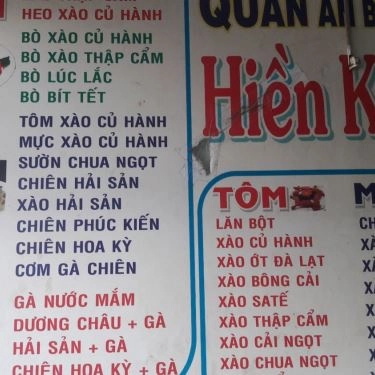 HEO XÀO CỦ HÀNH
BÒ XÀO CỦ HÀNH
BÒ XÀO THẬP CẨM
BÒ LÚC LẮC
BÒ BÍT TẾT
TÔM XÀO CỦ HÀNH
MỰC XÀO CỦ HÀNH
SƯỜN CHUA NGỌT
CHIÊN HẢI SẢN
XÀO HẢI SẢN
CHIÊN PHÚC KIẾN
CHIÊN HOA KỲ
CƠM GÀ CHIÊN
GÀ NƯỚC MẮM
DƯƠNG CHÂU + GÀ
HẢI SẢN + GÀ
CHIÊN HOA KỲ + GÀ
QUÁN ĂN B
Hiền K
TÔM
LĂN BỘT
XÀO CỦ HÀNH
XÀO ỚT ĐÀ LẠT
XÀO BÔNG CẢI
XÀO SATẾ
XÀO THẬP CẨM
XÀO CẢI NGỌT
XÀO CHUA NGỌT
M